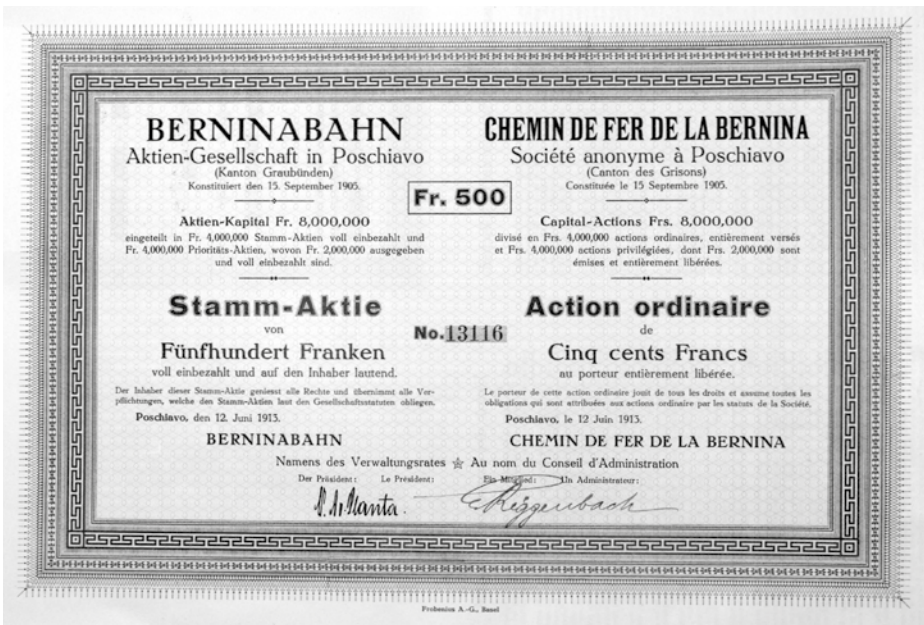 BERNINABAHN
Aktien-Gesellschaft in Poschiavo
(Kanton Graubünden)
Konstituiert den 15. September 1905.
Aktien-Kapital Fr. 8,000,000
eingeteilt in Fr. 4,000,000 Stamm-Aktien voll einbezahlt und
Fr. 4,000,000 Prioritäts-Aktien, wovon Fr. 2,000,000 ausgegeben
und voll einbezahlt sind.
Stamm-Aktie
von
Fünfhundert Franken
voll einbezahlt und auf den Inhaber lautend.
Der Inhaber dieser Stamm-Aktie geniesst alle Rechte und übernimmt alle Ver-
pflichtungen, welche den Stamm-Aktien laut den Gesellschaftsstatuten obliegen.
Poschiavo, den 12. Juni 1913.
BERNINABAHN
Fr. 500
No. 13116
CHEMIN DE FER DE LA BERNINA
Société anonyme à Poschiavo
(Canton des Grisons)
Constituée le 15 Septembre 1905.
Capital-Actions Frs. 8,000,000
divisé en Frs. 4,000,000 actions ordinaires, entièrement versés
et Frs. 4,000,000 actions privilégiées, dont Frs. 2,000,000 sont
émises et entièrement libérées.
Action ordinaire
de
Cinq cents Francs
au porteur entièrement libérée.
Le porteur de cette action ordinaire jouit de tous les droits et assume toutes les
obligations qui sont attribuées aux actions ordinaire par les statuts de la Société.
Poschiavo, le 12 Juin 1913.
CHEMIN DE FER DE LA BERNINA
Namens des Verwaltungsrates ☆ Au nom du Conseil d'Administration
Der Präsident: Le Président: Ein Mitglied: Un Administrateur:
Riggenbach
Frobenius A.-G., Basel